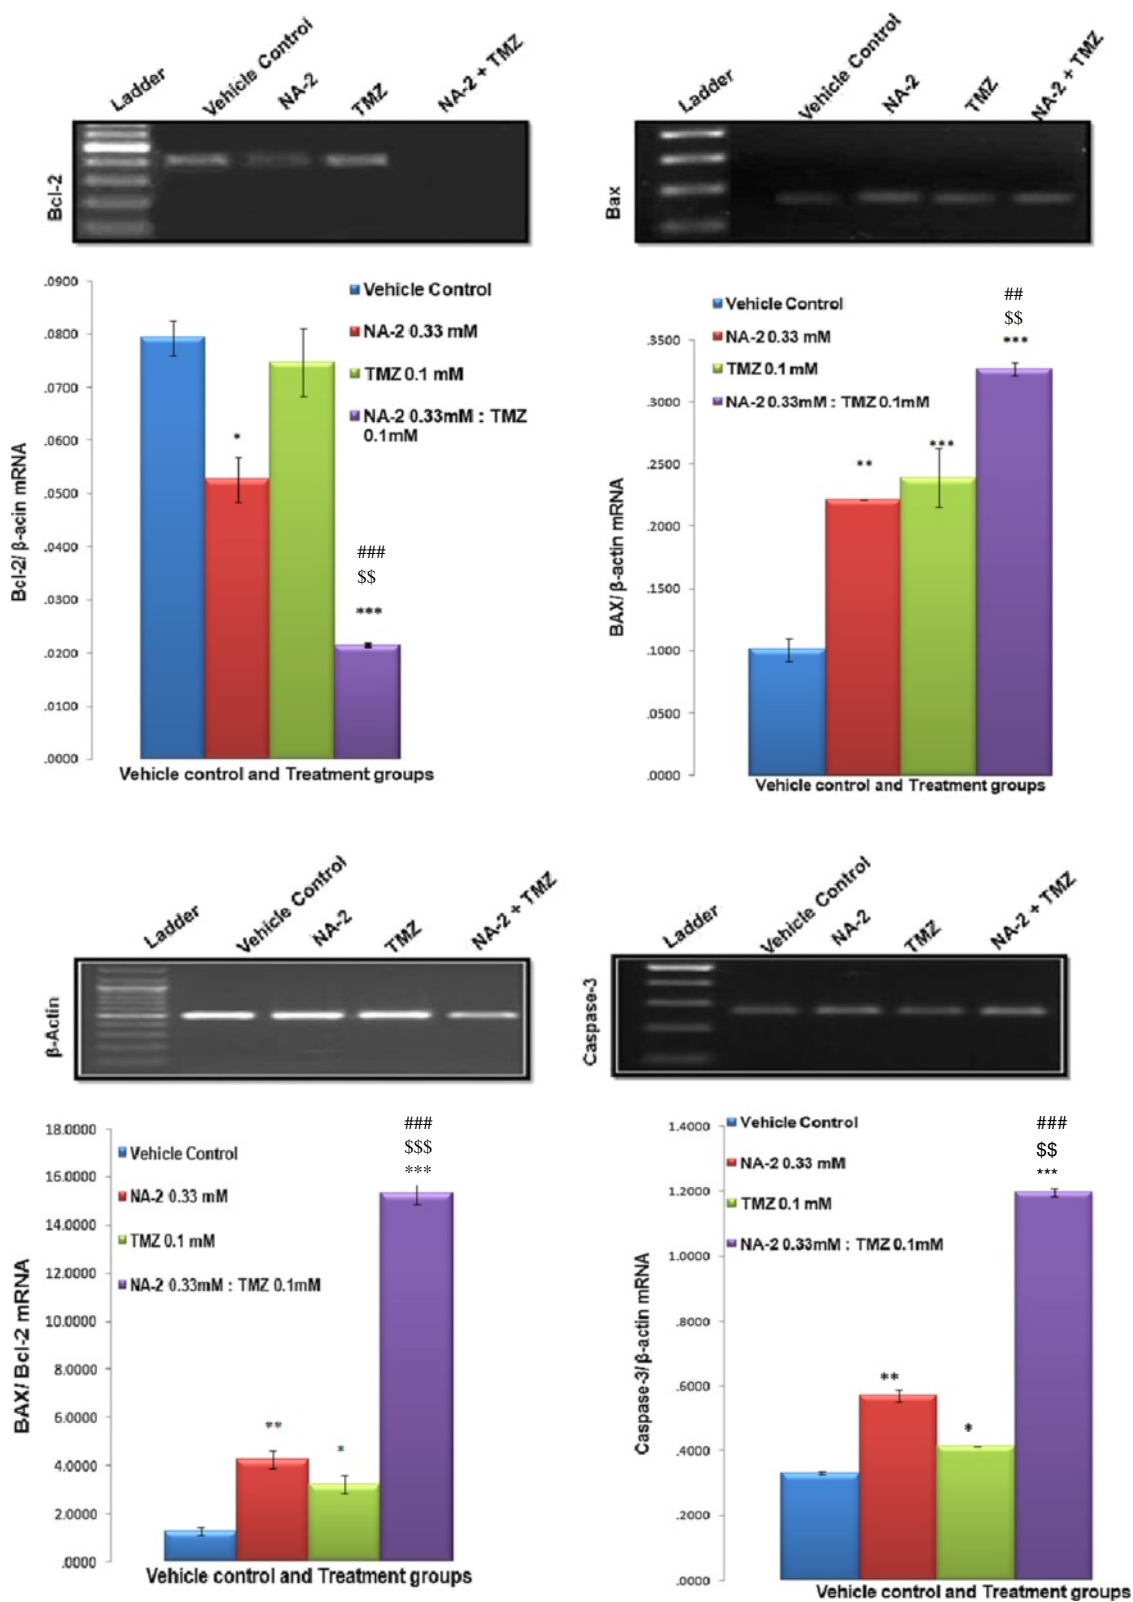 Ladder
Vehicle Control
NA-2
TMZ
NA-2 + TMZ
Bcl-2
.0900
.0800
.0700
.0600
.0500
.0400
.0300
.0200
.0100
.0000
Bcl-2/ β-acin mRNA
Vehicle Control
NA-2 0.33 mM
TMZ 0.1 mM
NA-2 0.33mM : TMZ
0.1mM
*
###
$$
***
Vehicle control and Treatment groups
Ladder
Vehicle Control
NA-2
TMZ
NA-2 + TMZ
Bax
.3500
.3000
.2500
.2000
.1500
.1000
.0500
.0000
BAX/ β-actin mRNA
Vehicle Control
NA-2 0.33 mM
TMZ 0.1 mM
NA-2 0.33mM : TMZ 0.1mM
**
***
##
$$
***
Vehicle control and Treatment groups
Ladder
Vehicle Control
NA-2
TMZ
NA-2 + TMZ
β-Actin
18.0000
16.0000
14.0000
12.0000
10.0000
8.0000
6.0000
4.0000
2.0000
.0000
BAX/ Bcl-2 mRNA
Vehicle Control
NA-2 0.33 mM
TMZ 0.1 mM
NA-2 0.33mM : TMZ 0.1mM
**
*
###
$$$
***
Vehicle control and Treatment groups
Ladder
Vehicle Control
NA-2
TMZ
NA-2 + TMZ
Caspase-3
1.4000
1.2000
1.0000
.8000
.6000
.4000
.2000
.0000
Caspase-3/ β-actin mRNA
Vehicle Control
NA-2 0.33 mM
TMZ 0.1 mM
NA-2 0.33mM : TMZ 0.1mM
**
*
###
$$
***
Vehicle control and Treatment groups